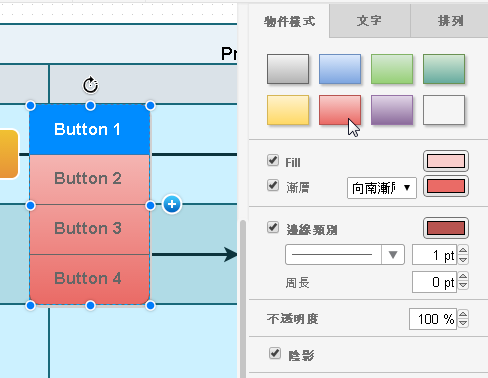 物件樣式
文字
排列
Pr
Button 1
Button 2
Button 3
Button 4
Fill
漸層
向南漸層
邊線類別
1 pt
周長
0 pt
不透明度
100 %
陰影